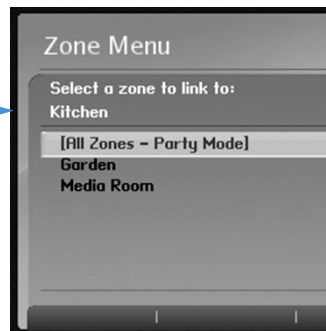 Zone Menu
Select a zone to link to:
Kitchen
[All Zones - Party Mode]
Garden
Media Room